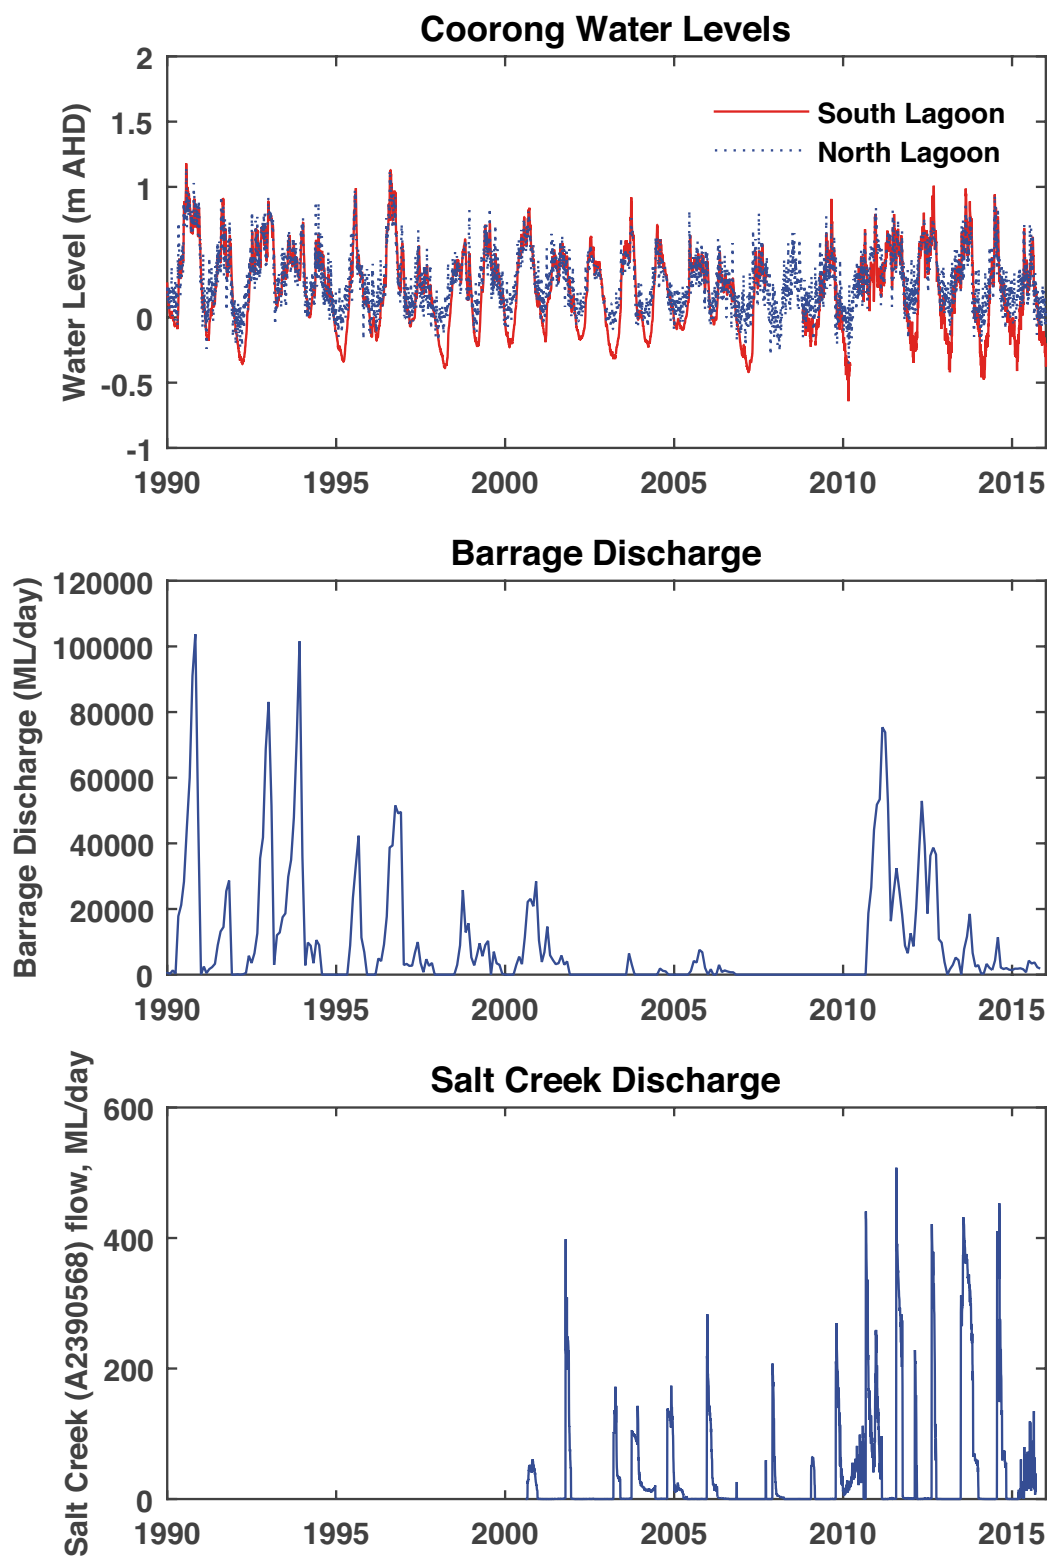 Coorong Water Levels
Water Level (m AHD)
2
1.5
1
0
-0.5
-1
South Lagoon
North Lagoon
1990 1995 2000 2005 2010 2015
Barrage Discharge
Barrage Discharge (ML/day)
120000
100000
80000
60000
40000
20000
0
1990 1995 2000 2005 2010 2015
Salt Creek Discharge
Salt Creek (A2390568) flow, ML/day
600
400
200
0
1990 1995 2000 2005 2010 2015